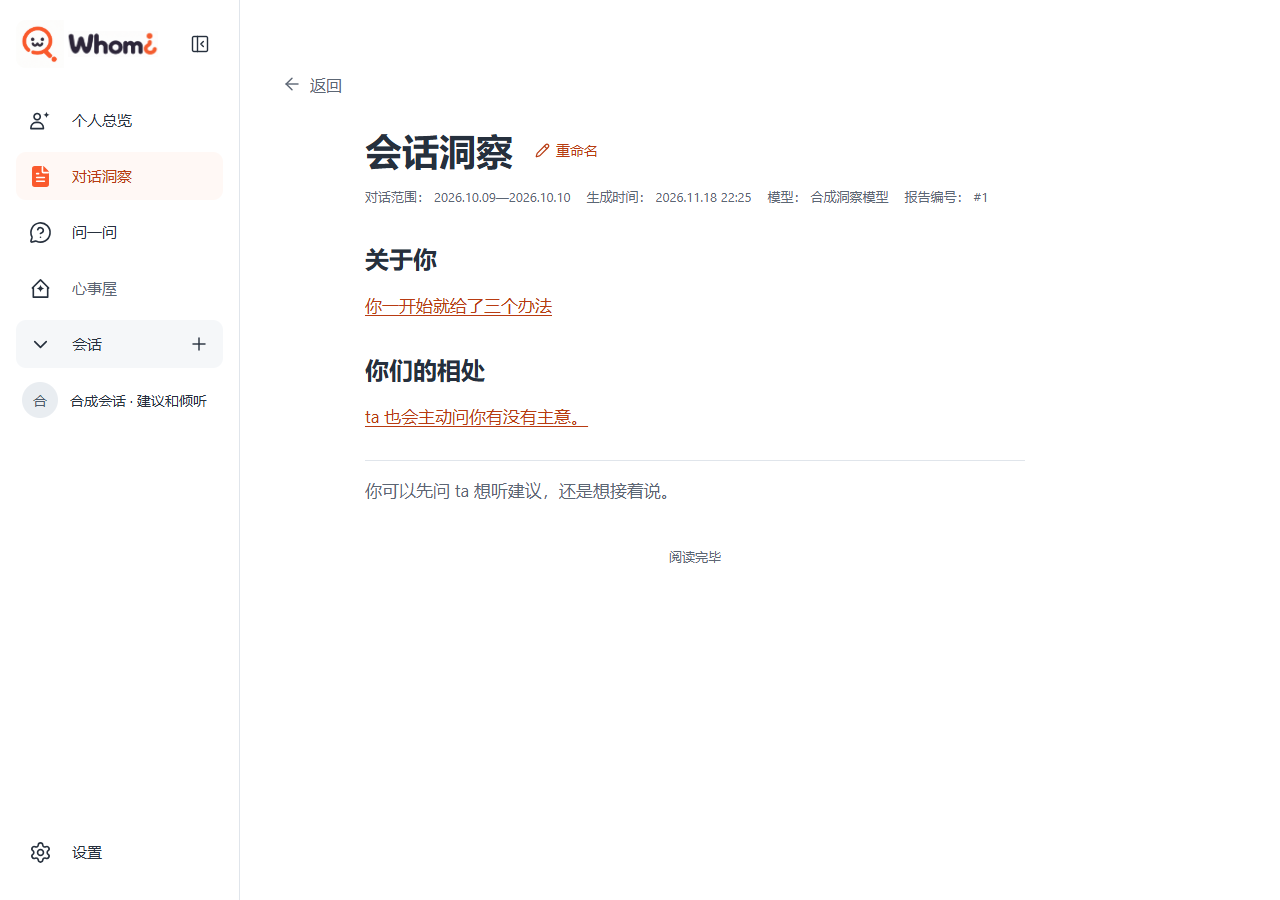 Whomi
返回
个人总览
对话洞察
问一问
心事屋
会话
合 合成会话 · 建议和倾听
设置
会话洞察 重命名
对话范围： 2026.10.09—2026.10.10 生成时间： 2026.11.18 22:25 模型： 合成洞察模型 报告编号： #1
关于你
你一开始就给了三个办法
你们的相处
ta 也会主动问你有没有主意。
你可以先问 ta 想听建议，还是想接着说。
阅读完毕